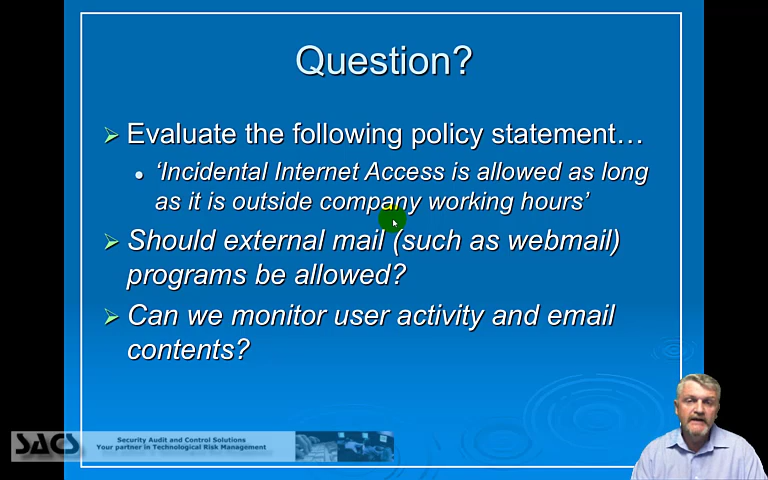 Question?
Evaluate the following policy statement…
‘Incidental Internet Access is allowed as long
as it is outside company working hours’
Should external mail (such as webmail)
programs be allowed?
Can we monitor user activity and email
contents?
SACS
Security Audit and Control Solutions
Your partner in Technological Risk Management